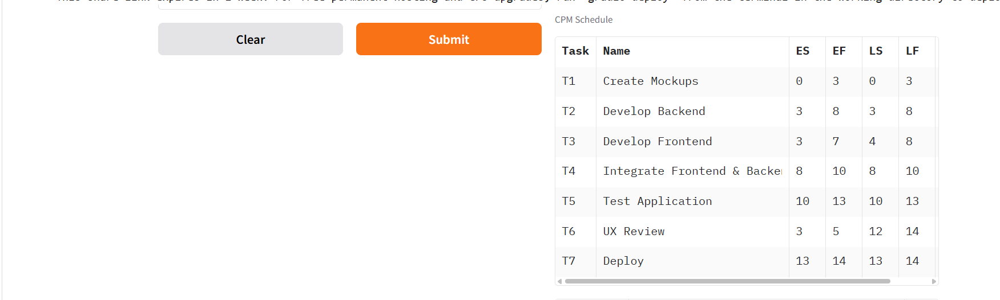 CPM Schedule
Clear Submit
Task Name ES EF LS LF
T1 Create Mockups 0 3 0 3
T2 Develop Backend 3 8 3 8
T3 Develop Frontend 3 7 4 8
T4 Integrate Frontend & Backe 8 10 8 10
T5 Test Application 10 13 10 13
T6 UX Review 3 5 12 14
T7 Deploy 13 14 13 14